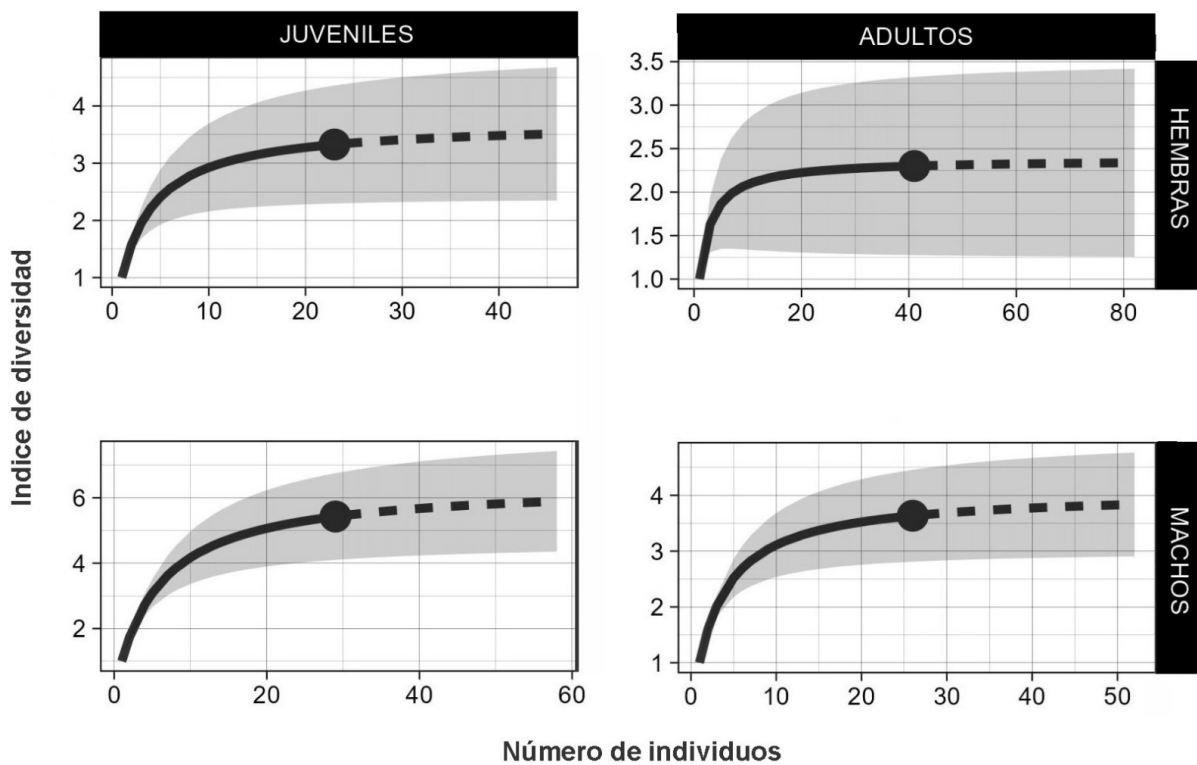 JUVENILES
ADULTOS
HEMBRAS
MACHOS
Indice de diversidad
4
3
2
1
0 10 20 30 40
3.5
3.0
2.5
2.0
1.5
1.0
0 20 40 60 80
6
4
2
0 20 40 60
4
3
2
1
0 10 20 30 40 50
Número de individuos